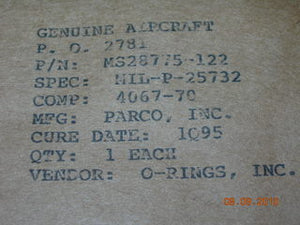 GENUINE AIRCRAFT
P. O. 2781
P/N: MS28775-122
SPEC: MIL-P-25732
COMP: 4067-70
MFG: PARCO, INC.
CURE DATE: 1Q95
QTY: 1 EACH
VENDOR: O-RINGS, INC.
08.08.2010